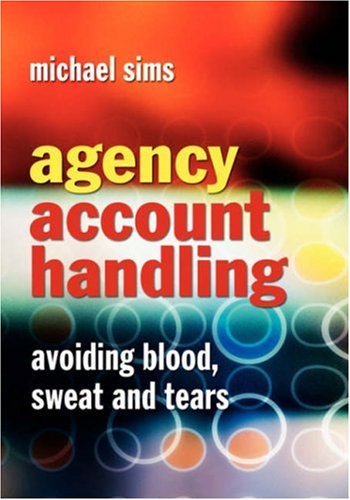 michael sims
agency
account
handling
avoiding blood,
sweat and tears